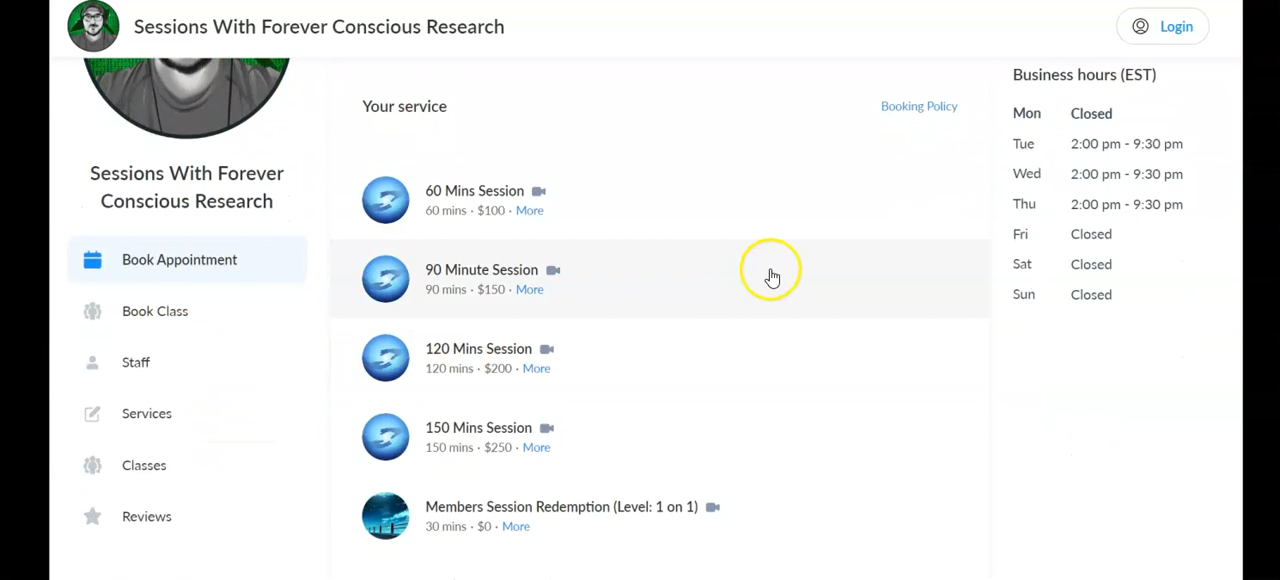 Sessions With Forever Conscious Research
Login
Sessions With Forever
Conscious Research
Book Appointment
Book Class
Staff
Services
Classes
Reviews
Your service
Booking Policy
60 Mins Session
60 mins · $100 · More
90 Minute Session
90 mins · $150 · More
120 Mins Session
120 mins · $200 · More
150 Mins Session
150 mins · $250 · More
Members Session Redemption (Level: 1 on 1)
30 mins · $0 · More
Business hours (EST)
Mon Closed
Tue 2:00 pm - 9:30 pm
Wed 2:00 pm - 9:30 pm
Thu 2:00 pm - 9:30 pm
Fri Closed
Sat Closed
Sun Closed